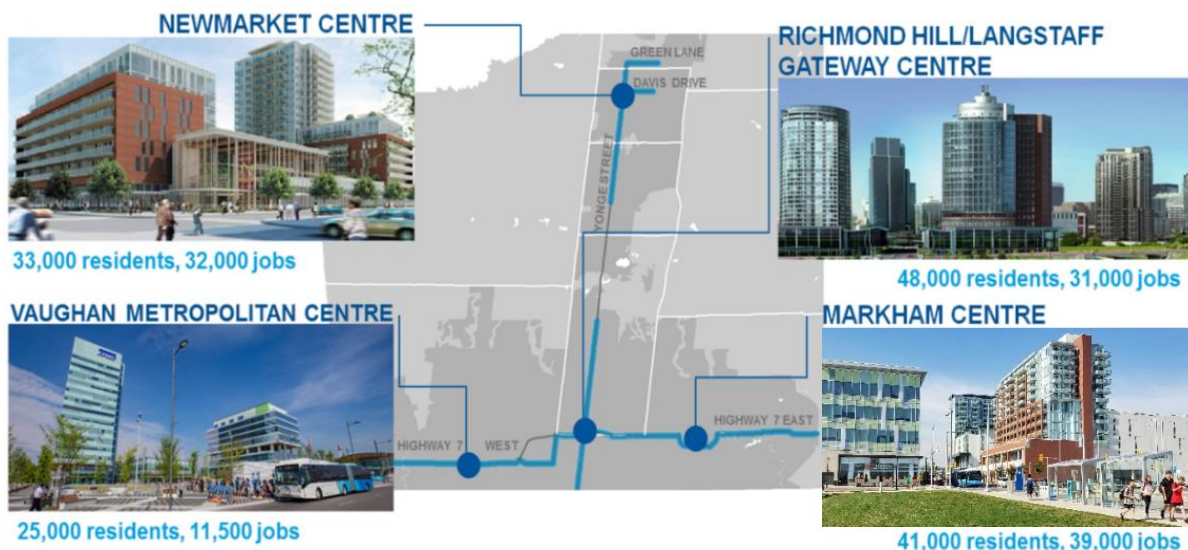 NEWMARKET CENTRE
33,000 residents, 32,000 jobs
RICHMOND HILL/LANGSTAFF
GATEWAY CENTRE
48,000 residents, 31,000 jobs
GREEN LANE
DAVIS DRIVE
YONGE STREET
VAUGHAN METROPOLITAN CENTRE
25,000 residents, 11,500 jobs
MARKHAM CENTRE
41,000 residents, 39,000 jobs
HIGHWAY 7 WEST
HIGHWAY 7 EAST